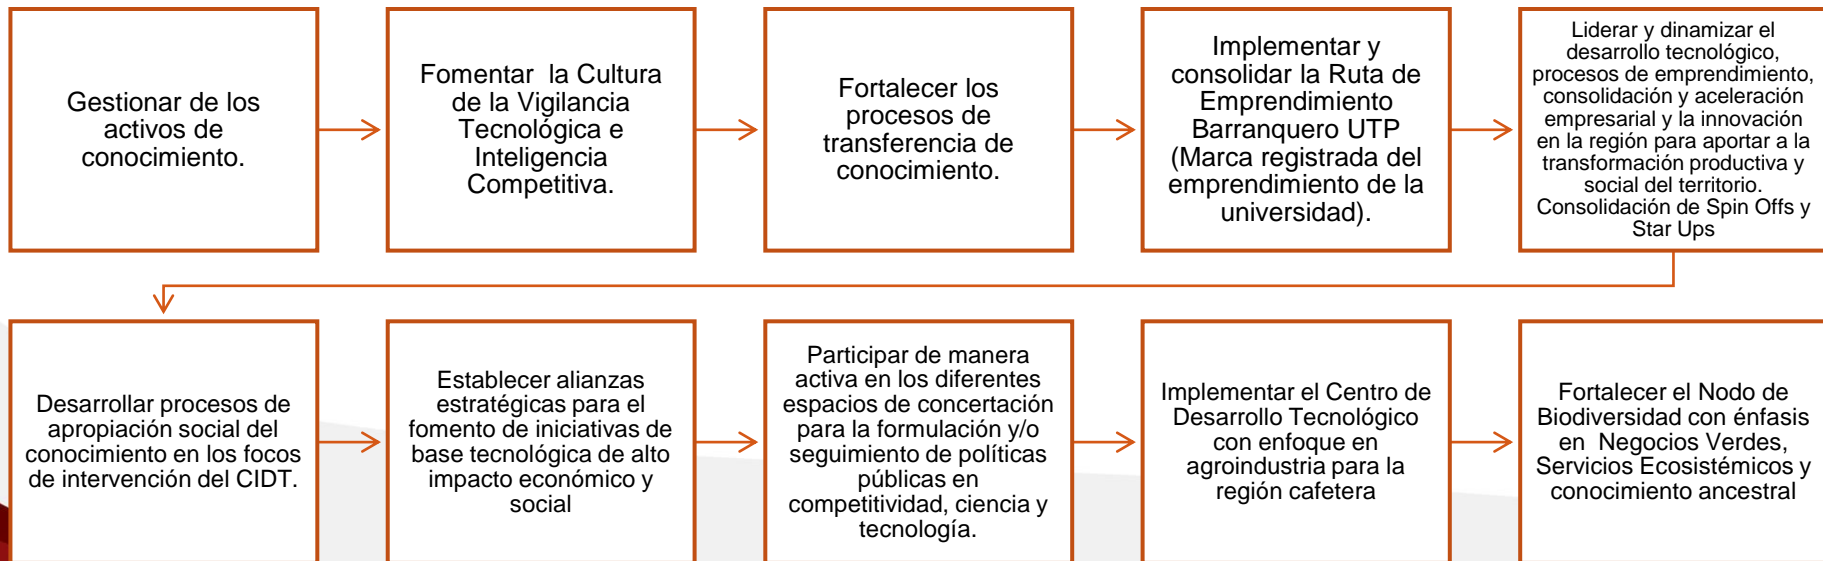 Gestionar de los
activos de
conocimiento.
Fomentar la Cultura
de la Vigilancia
Tecnológica e
Inteligencia
Competitiva.
Fortalecer los
procesos de
transferencia de
conocimiento.
Implementar y
consolidar la Ruta de
Emprendimiento
Barranquero UTP
(Marca registrada del
emprendimiento de la
universidad).
Liderar y dinamizar el
desarrollo tecnológico,
procesos de emprendimiento,
consolidación y aceleración
empresarial y la innovación
en la región para aportar a la
transformación productiva y
social del territorio.
Consolidación de Spin Offs y
Star Ups
Desarrollar procesos de
apropiación social del
conocimiento en los focos
de intervención del CIDT.
Establecer alianzas
estratégicas para el
fomento de iniciativas de
base tecnológica de alto
impacto económico y
social
Participar de manera
activa en los diferentes
espacios de concertación
para la formulación y/o
seguimiento de políticas
públicas en
competitividad, ciencia y
tecnología.
Implementar el Centro de
Desarrollo Tecnológico
con enfoque en
agroindustria para la
región cafetera
Fortalecer el Nodo de
Biodiversidad con énfasis
en Negocios Verdes,
Servicios Ecosistémicos y
conocimiento ancestral